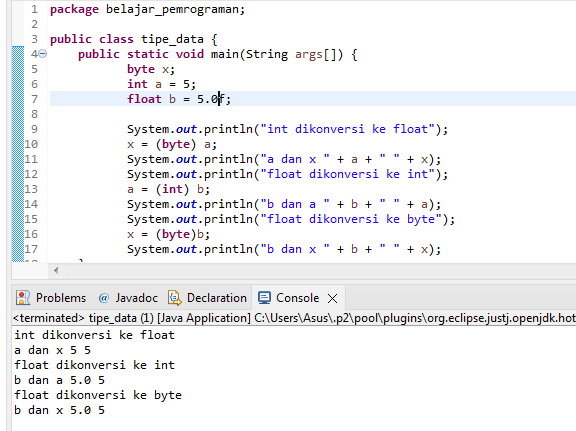 1 package belajar_pemrograman;
2
3 public class tipe_data {
4 public static void main(String args[]) {
5 byte x;
6 int a = 5;
7 float b = 5.0f;
8
9 System.out.println("int dikonversi ke float");
10 x = (byte) a;
11 System.out.println("a dan x " + a + " " + x);
12 System.out.println("float dikonversi ke int");
13 a = (int) b;
14 System.out.println("b dan a " + b + " " + a);
15 System.out.println("float dikonversi ke byte");
16 x = (byte)b;
17 System.out.println("b dan x " + b + " " + x);
Problems @ Javadoc Declaration Console
<terminated> tipe_data (1) [Java Application] C:\Users\Asus\.p2\pool\plugins\org.eclipse.justj.openjdk.hot
int dikonversi ke float
a dan x 5 5
float dikonversi ke int
b dan a 5.0 5
float dikonversi ke byte
b dan x 5.0 5